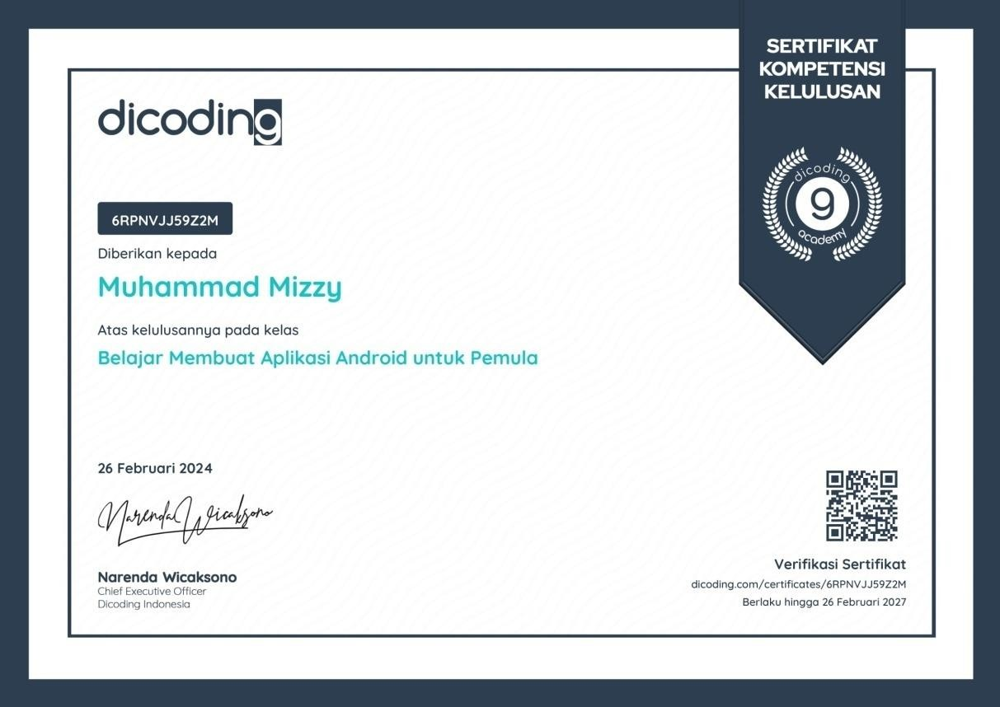 SERTIFIKAT
KOMPETENSI
KELULUSAN
dicoding
dicoding
9
academy
6RPNVJJ59Z2M
Diberikan kepada
Muhammad Mizzy
Atas kelulusannya pada kelas
Belajar Membuat Aplikasi Android untuk Pemula
26 Februari 2024
Narenda Wicaksono
Narenda Wicaksono
Chief Executive Officer
Dicoding Indonesia
Verifikasi Sertifikat
dicoding.com/certificates/6RPNVJJ59Z2M
Berlaku hingga 26 Februari 2027